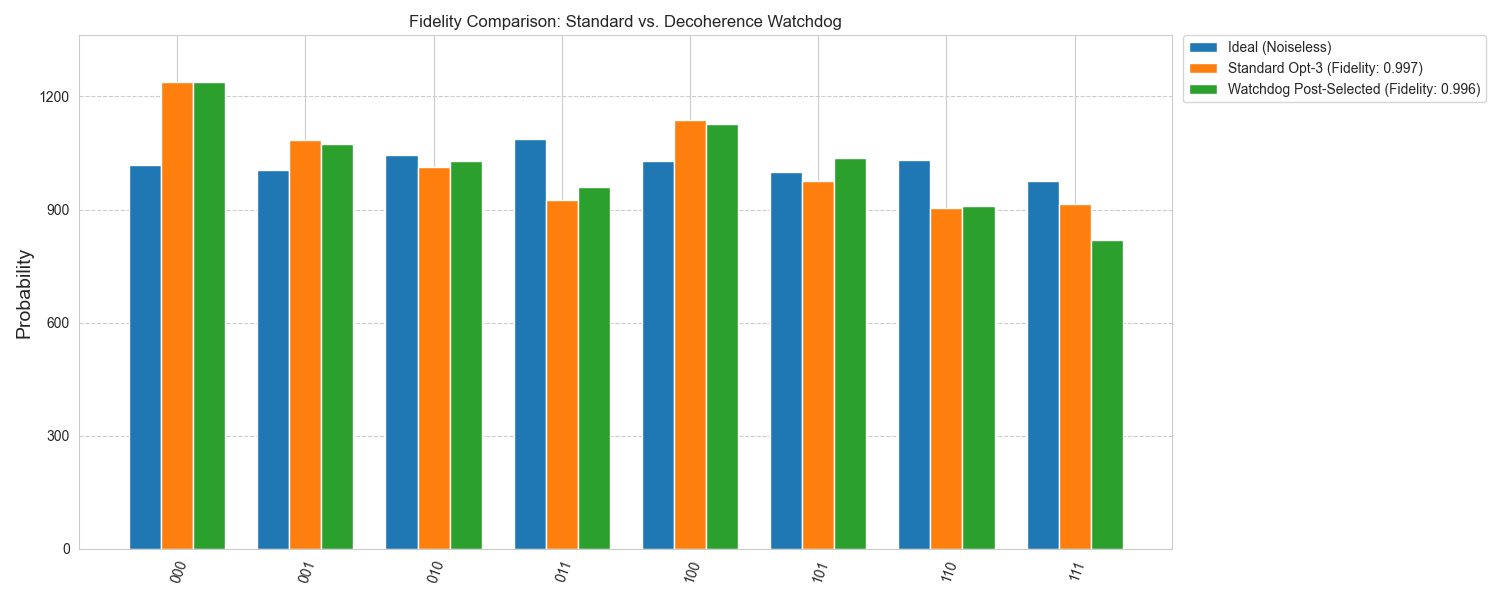 Fidelity Comparison: Standard vs. Decoherence Watchdog
Ideal (Noiseless)
Standard Opt-3 (Fidelity: 0.997)
Watchdog Post-Selected (Fidelity: 0.996)
Probability
1200
900
600
300
0
000
001
010
011
100
101
110
111